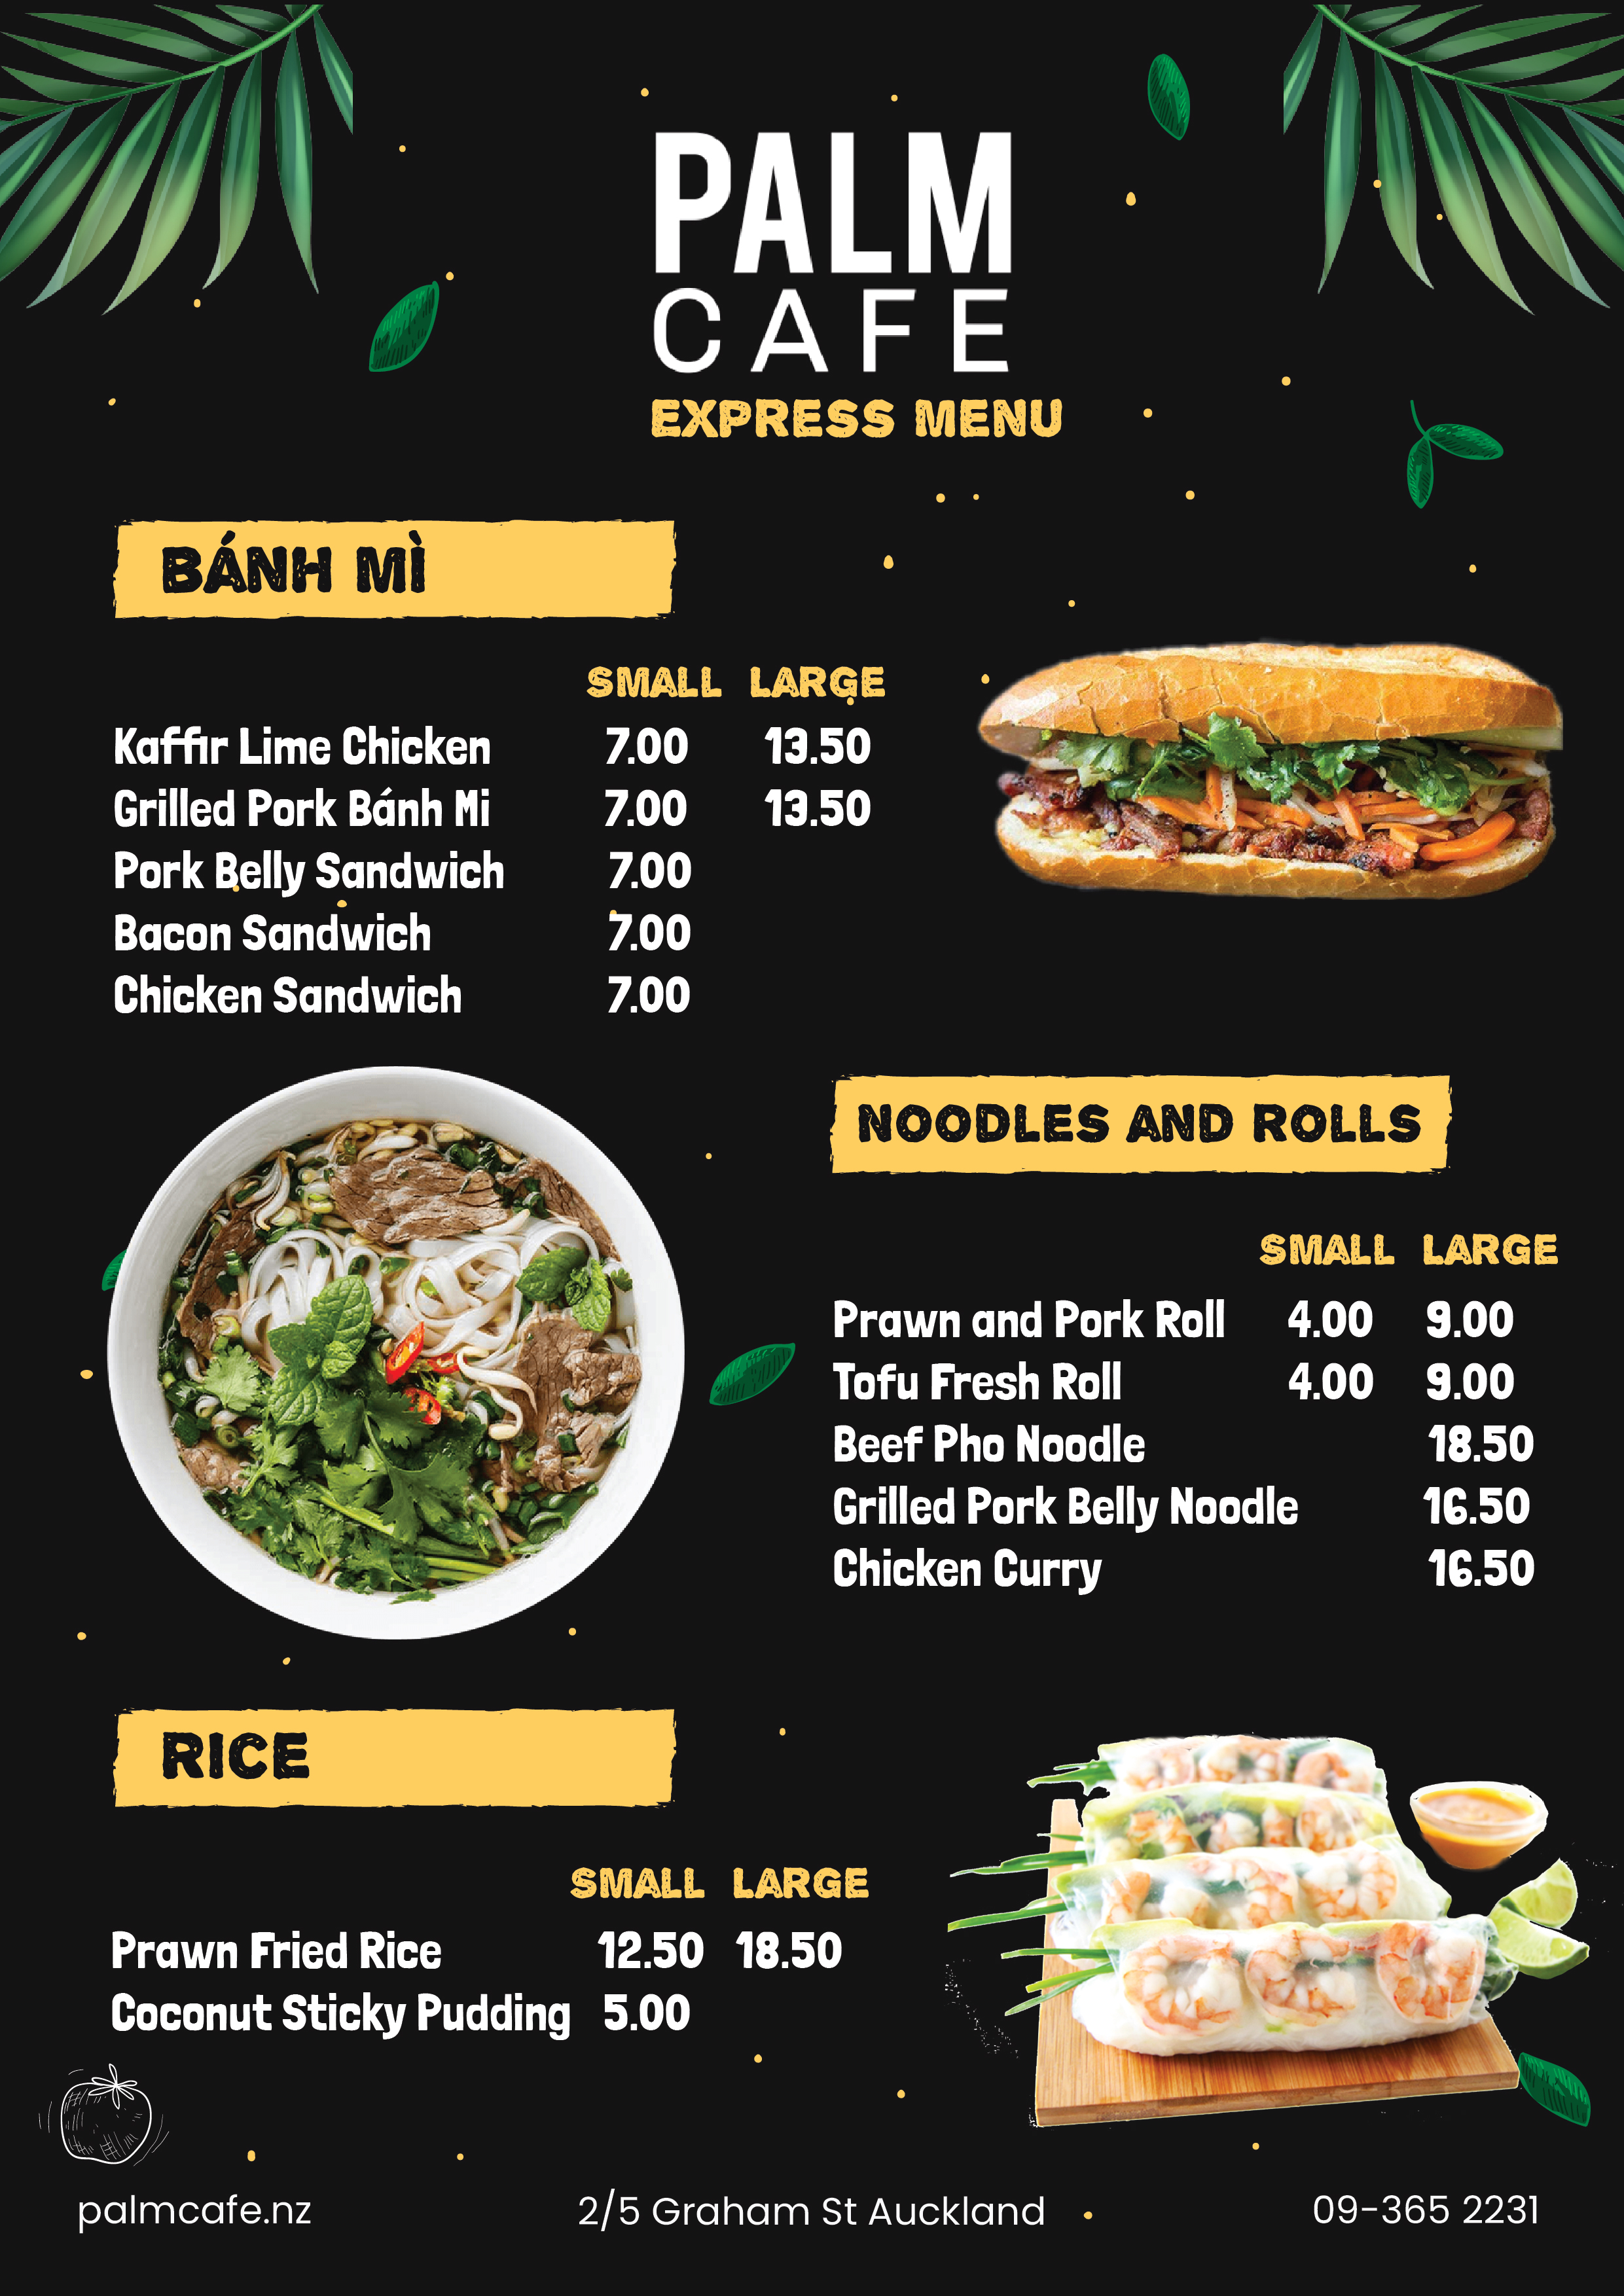 PALM
CAFE
EXPRESS MENU
BÁNH MÌ
SMALL LARGE
Kaffir Lime Chicken 7.00 13.50
Grilled Pork Bánh Mi 7.00 13.50
Pork Belly Sandwich 7.00
Bacon Sandwich 7.00
Chicken Sandwich 7.00
NOODLES AND ROLLS
SMALL LARGE
Prawn and Pork Roll 4.00 9.00
Tofu Fresh Roll 4.00 9.00
Beef Pho Noodle 18.50
Grilled Pork Belly Noodle 16.50
Chicken Curry 16.50
RICE
SMALL LARGE
Prawn Fried Rice 12.50 18.50
Coconut Sticky Pudding 5.00
palmcafe.nz 2/5 Graham St Auckland 09-365 2231